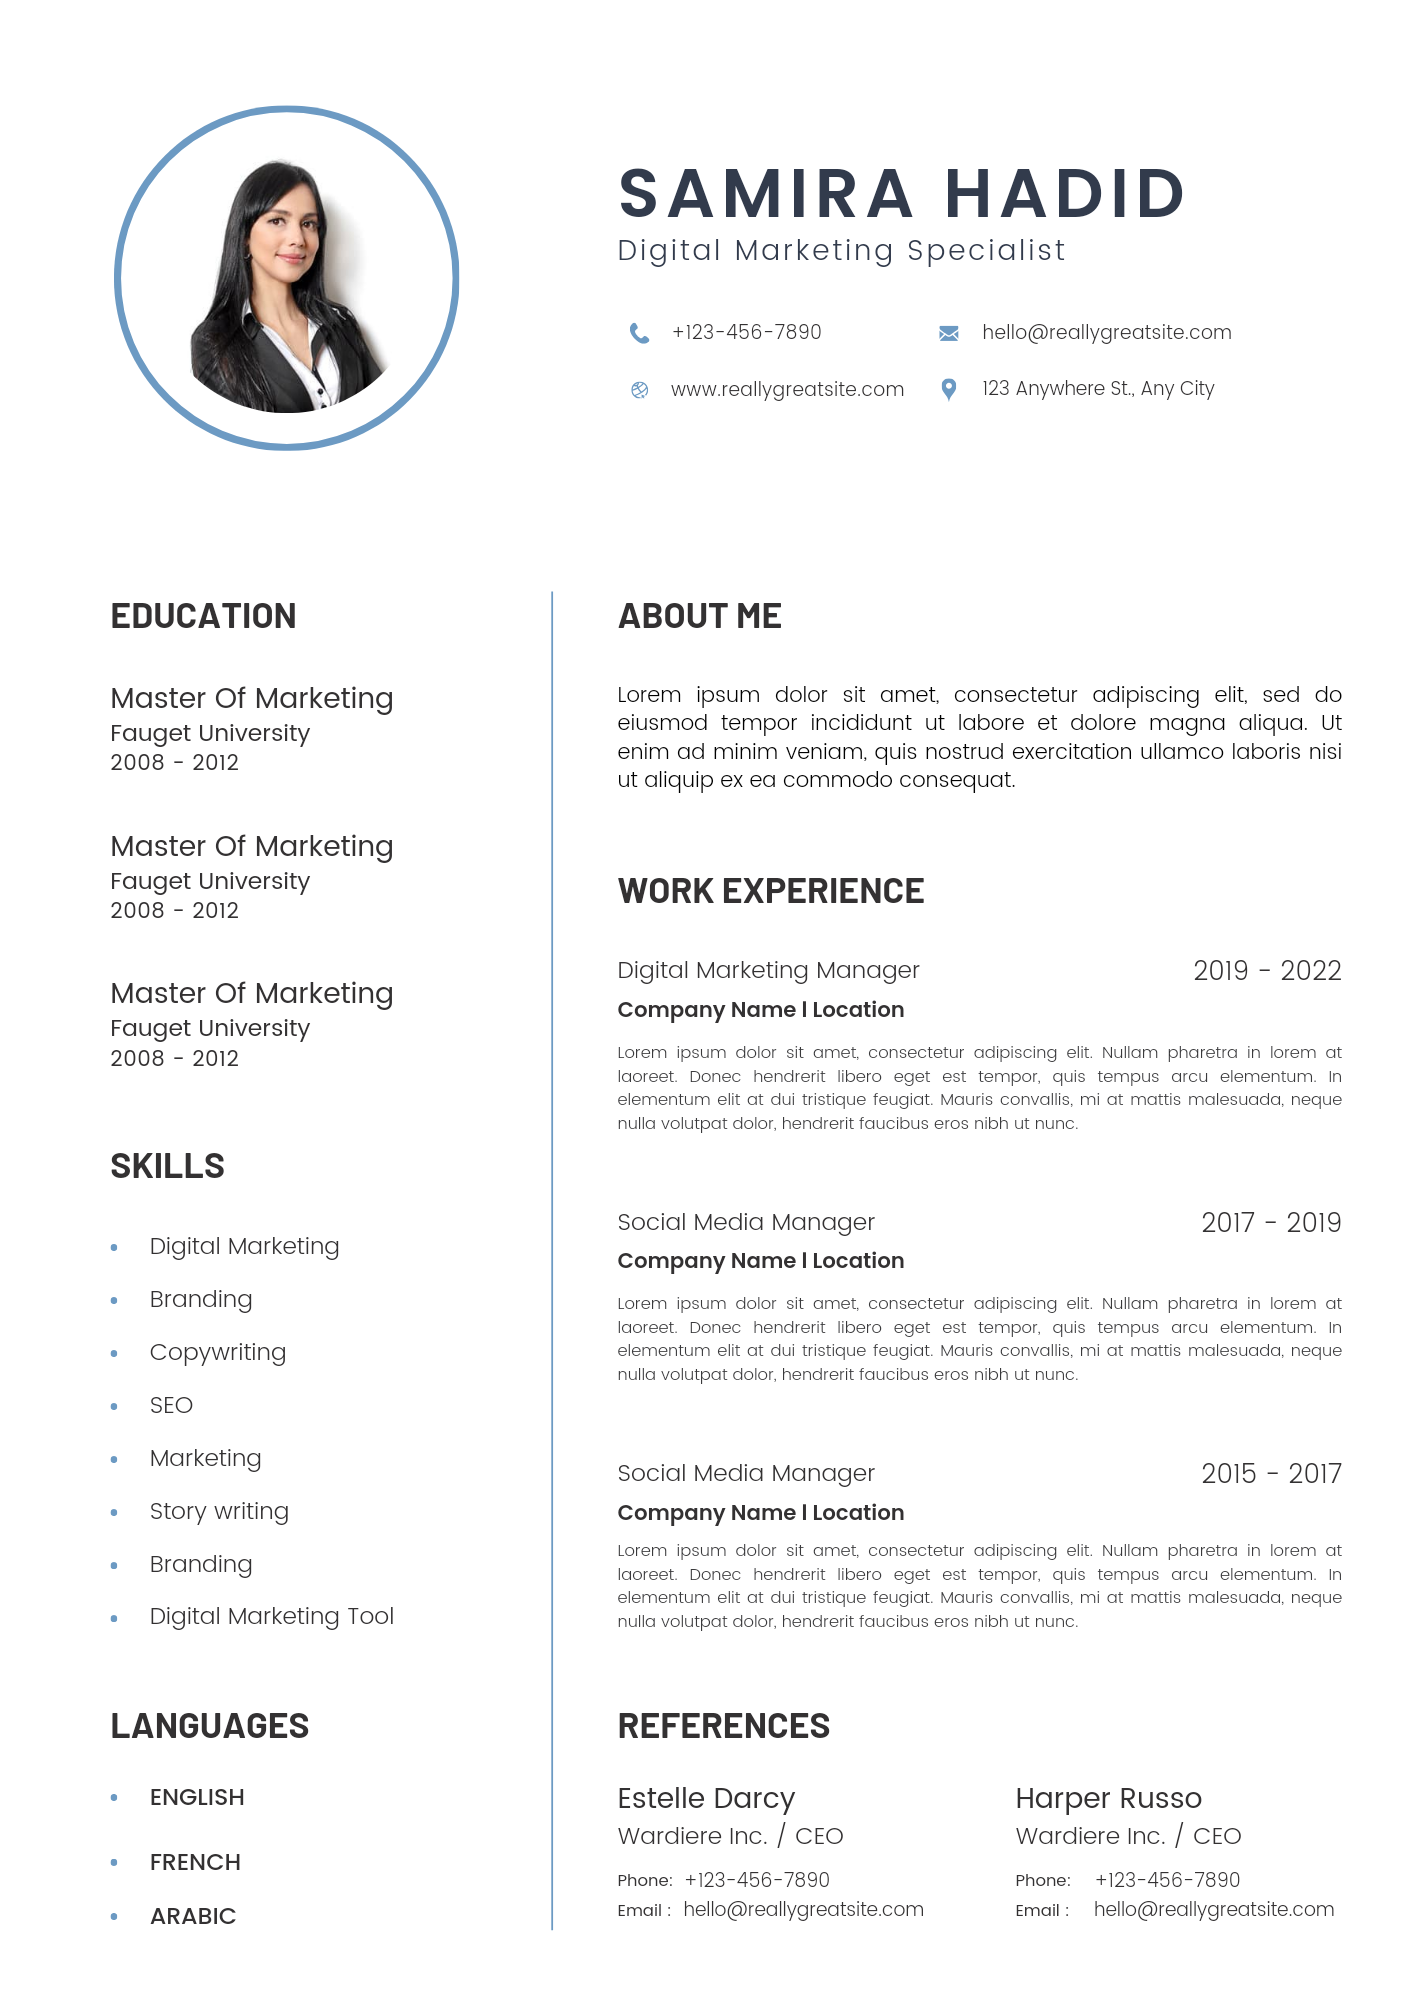 SAMIRA HADID
Digital Marketing Specialist
+123-456-7890
hello@reallygreatsite.com
www.reallygreatsite.com
123 Anywhere St., Any City
EDUCATION
Master Of Marketing
Fauget University
2008 - 2012
Master Of Marketing
Fauget University
2008 - 2012
Master Of Marketing
Fauget University
2008 - 2012
SKILLS
• Digital Marketing
• Branding
• Copywriting
• SEO
• Marketing
• Story writing
• Branding
• Digital Marketing Tool
LANGUAGES
• ENGLISH
• FRENCH
• ARABIC
ABOUT ME
Lorem ipsum dolor sit amet, consectetur adipiscing elit, sed do
eiusmod tempor incididunt ut labore et dolore magna aliqua. Ut
enim ad minim veniam, quis nostrud exercitation ullamco laboris nisi
ut aliquip ex ea commodo consequat.
WORK EXPERIENCE
Digital Marketing Manager 2019 - 2022
Company Name l Location
Lorem ipsum dolor sit amet, consectetur adipiscing elit. Nullam pharetra in lorem at
laoreet. Donec hendrerit libero eget est tempor, quis tempus arcu elementum. In
elementum elit at dui tristique feugiat. Mauris convallis, mi at mattis malesuada, neque
nulla volutpat dolor, hendrerit faucibus eros nibh ut nunc.
Social Media Manager 2017 - 2019
Company Name l Location
Lorem ipsum dolor sit amet, consectetur adipiscing elit. Nullam pharetra in lorem at
laoreet. Donec hendrerit libero eget est tempor, quis tempus arcu elementum. In
elementum elit at dui tristique feugiat. Mauris convallis, mi at mattis malesuada, neque
nulla volutpat dolor, hendrerit faucibus eros nibh ut nunc.
Social Media Manager 2015 - 2017
Company Name l Location
Lorem ipsum dolor sit amet, consectetur adipiscing elit. Nullam pharetra in lorem at
laoreet. Donec hendrerit libero eget est tempor, quis tempus arcu elementum. In
elementum elit at dui tristique feugiat. Mauris convallis, mi at mattis malesuada, neque
nulla volutpat dolor, hendrerit faucibus eros nibh ut nunc.
REFERENCES
Estelle Darcy
Wardiere Inc. / CEO
Phone: +123-456-7890
Email : hello@reallygreatsite.com
Harper Russo
Wardiere Inc. / CEO
Phone: +123-456-7890
Email : hello@reallygreatsite.com